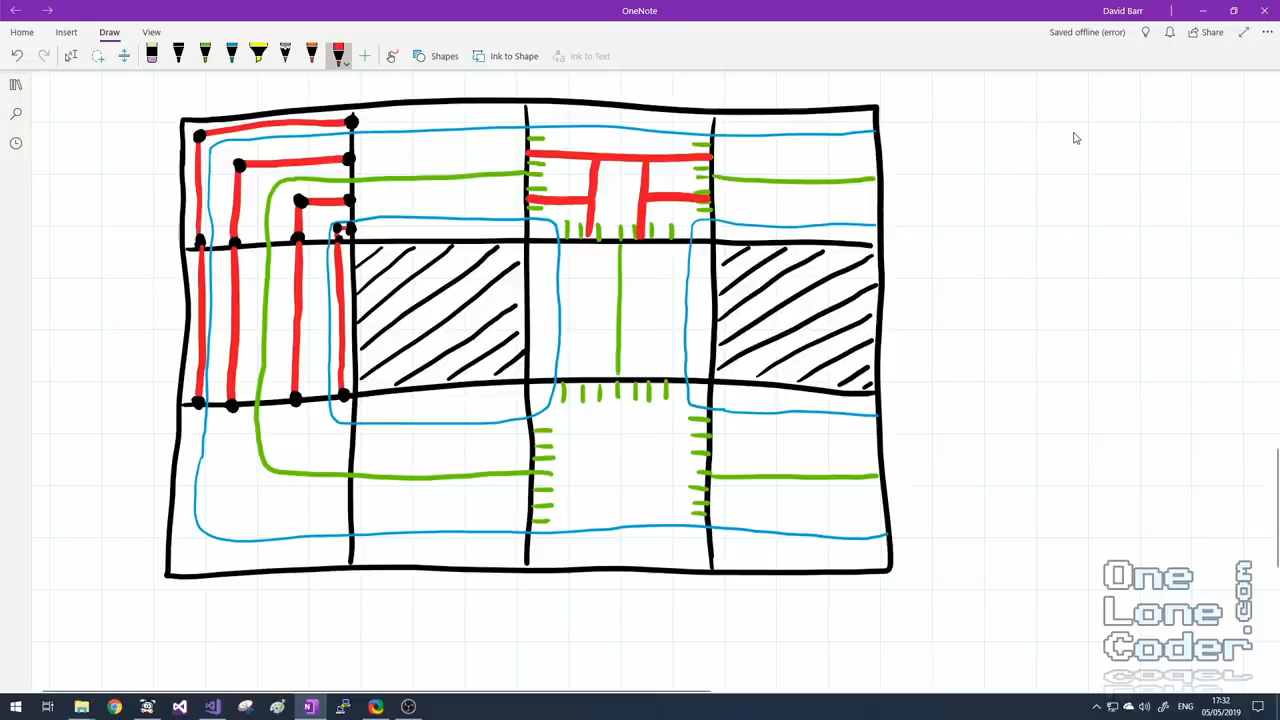 OneNote
David Barr
Home
Insert
Draw
View
Saved offline (error)
Share
Shapes
Ink to Shape
Ink to Text
One
Lone
Coder
.com
17:32
ENG
05/05/2019